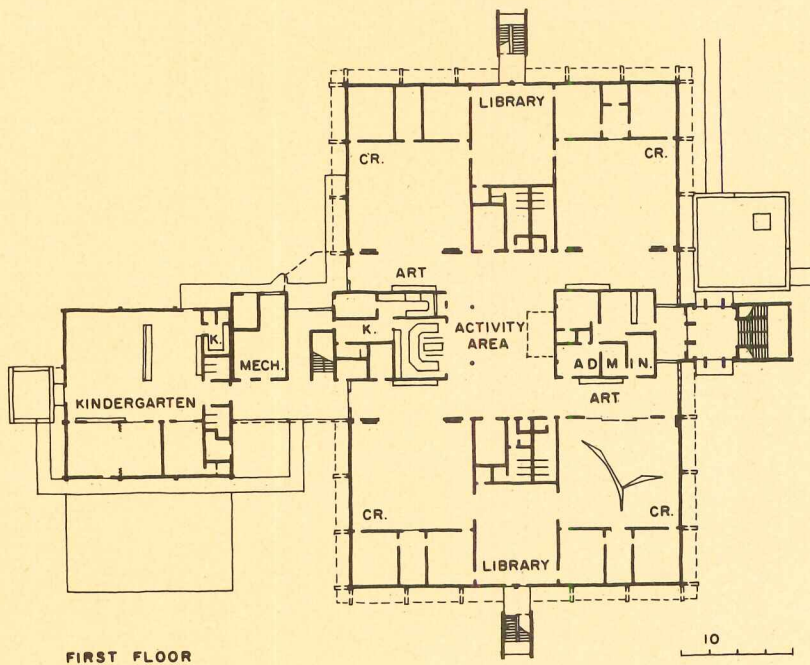 LIBRARY
CR.
CR.
ART
K.
ACTIVITY
AREA
K.
MECH.
ADMIN.
KINDERGARTEN
ART
CR.
CR.
LIBRARY
FIRST FLOOR
10